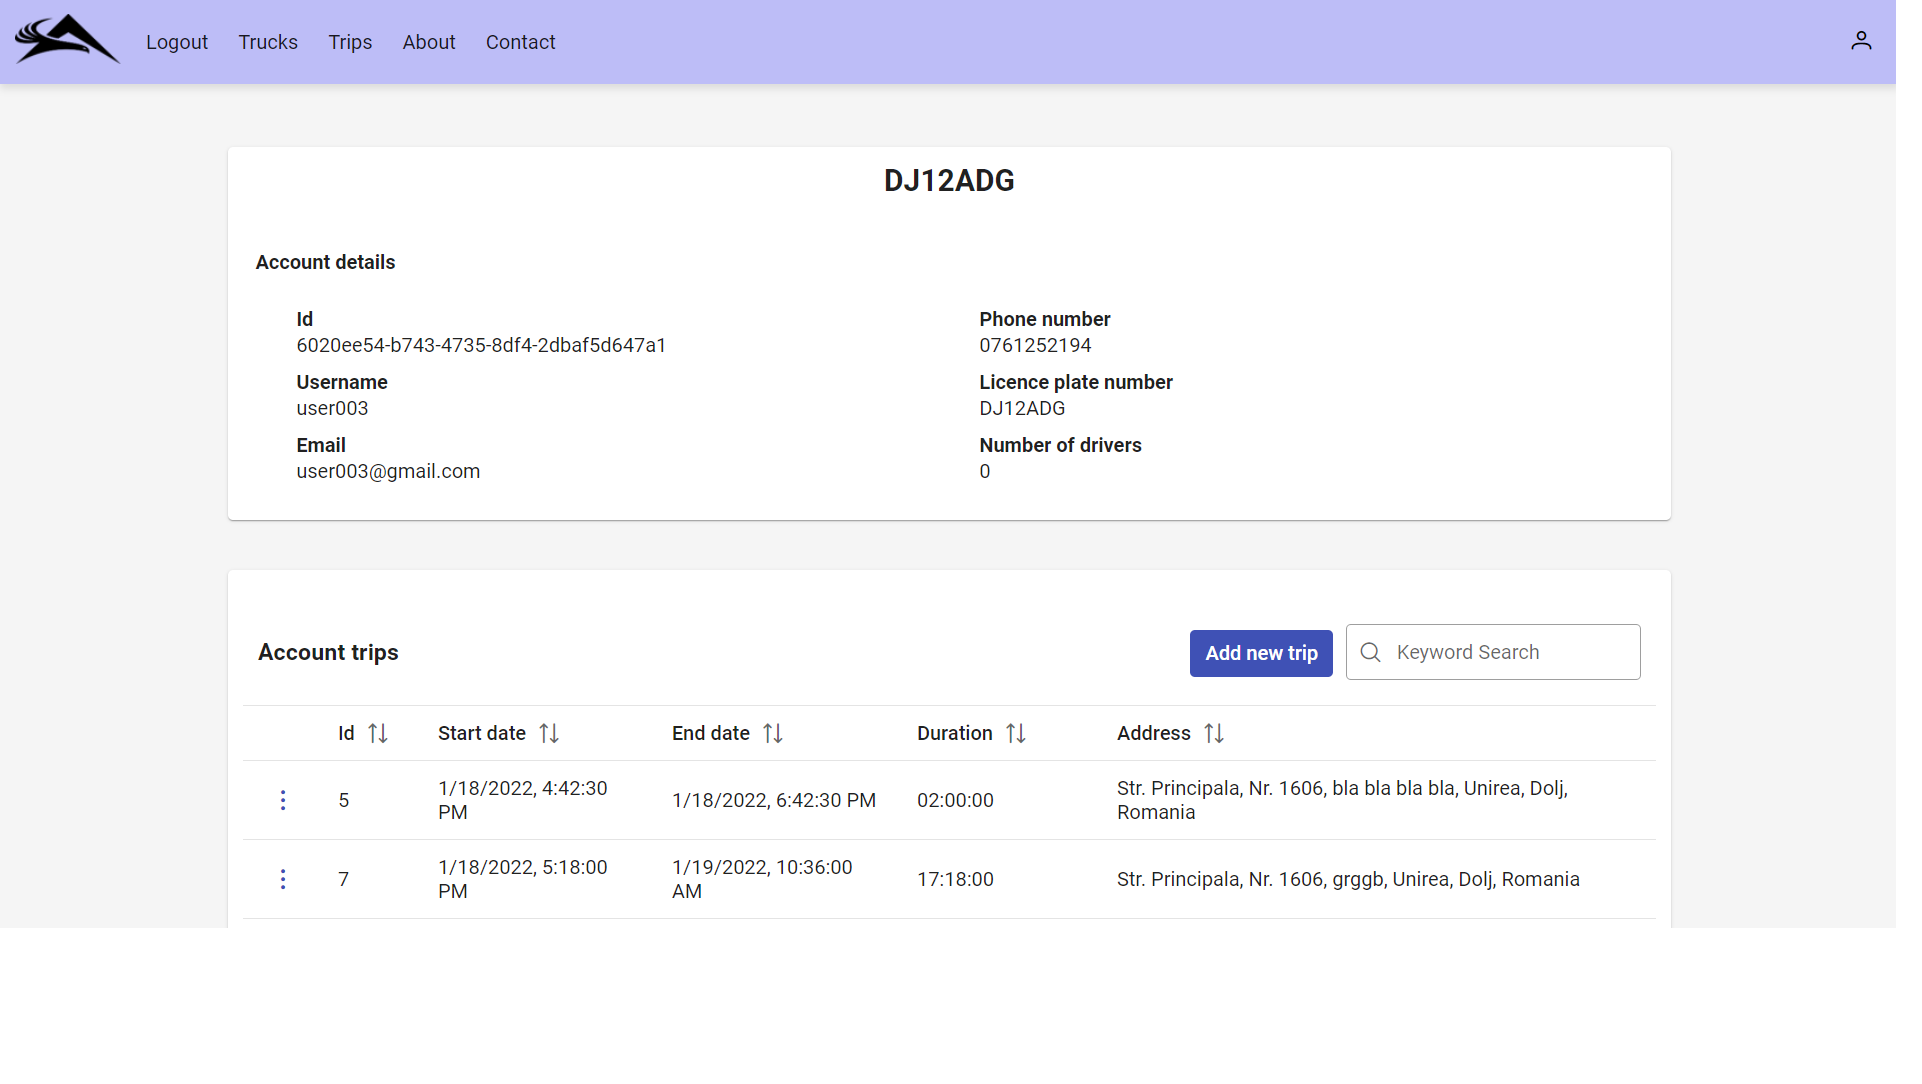 Logout Trucks Trips About Contact
DJ12ADG
Account details
Id
6020ee54-b743-4735-8df4-2dbaf5d647a1
Username
user003
Email
user003@gmail.com
Phone number
0761252194
Licence plate number
DJ12ADG
Number of drivers
0
Account trips
Add new trip
Keyword Search
Id Start date End date Duration Address
5 1/18/2022, 4:42:30 PM 1/18/2022, 6:42:30 PM 02:00:00 Str. Principala, Nr. 1606, bla bla bla bla, Unirea, Dolj, Romania
7 1/18/2022, 5:18:00 PM 1/19/2022, 10:36:00 AM 17:18:00 Str. Principala, Nr. 1606, grggb, Unirea, Dolj, Romania